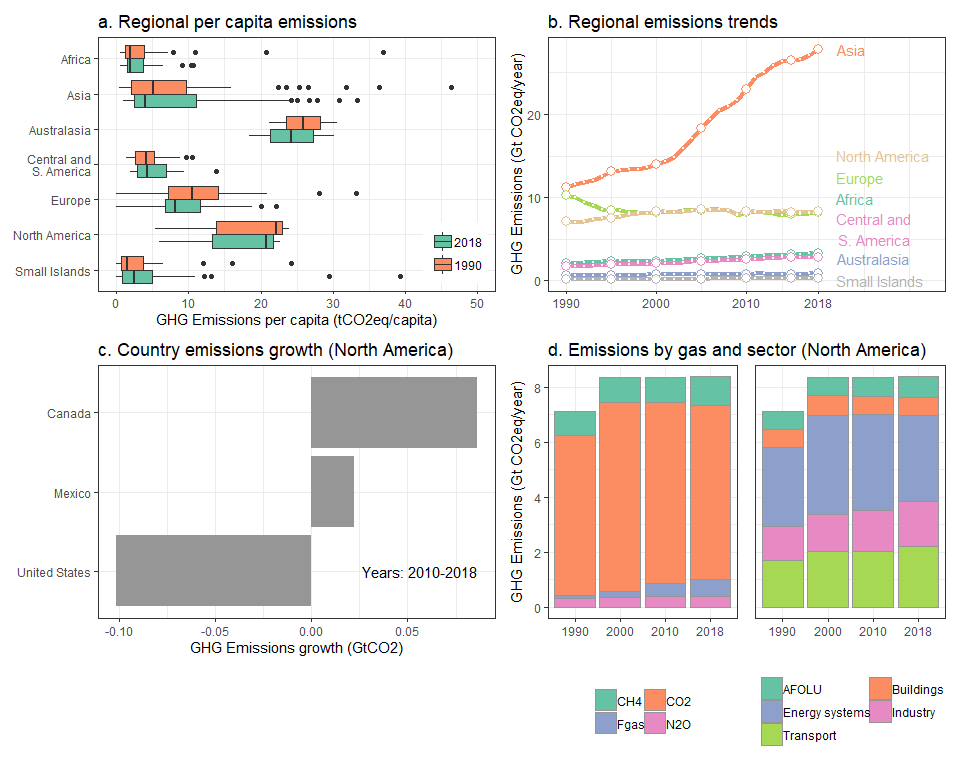 a. Regional per capita emissions
Africa
Asia
Australasia
Central and
S. America
Europe
North America
Small Islands
2018
1990
0
10
20
30
40
50
GHG Emissions per capita (tCO2eq/capita)
b. Regional emissions trends
GHG Emissions (Gt CO2eq/year)
20
10
0
Asia
North America
Europe
Africa
Central and
S. America
Australasia
Small Islands
1990
2000
2010
2018
c. Country emissions growth (North America)
Canada
Mexico
United States
Years: 2010-2018
-0.10
-0.05
0.00
0.05
GHG Emissions growth (GtCO2)
d. Emissions by gas and sector (North America)
GHG Emissions (Gt CO2eq/year)
8
6
4
2
0
1990
2000
2010
2018
1990
2000
2010
2018
CH4
CO2
Fgas
N2O
AFOLU
Buildings
Energy systems
Industry
Transport